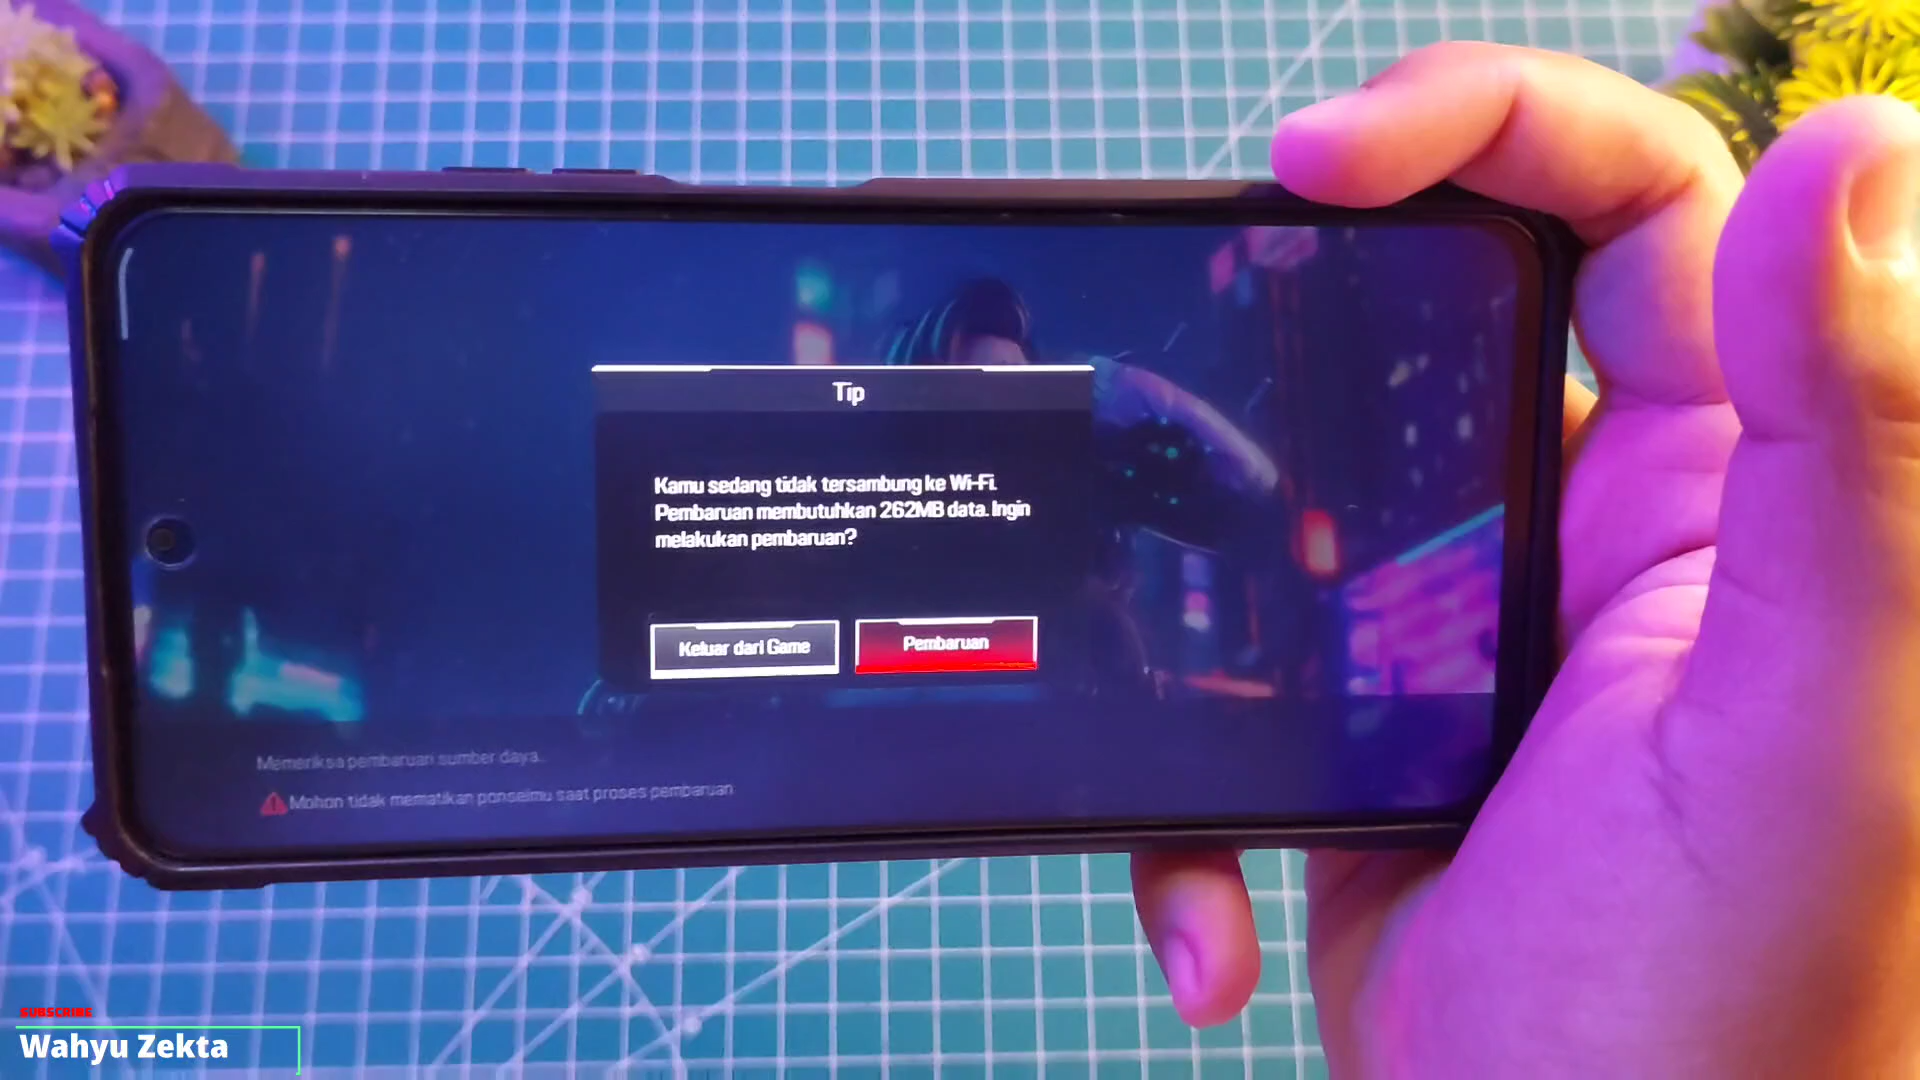 Tip
Kamu sedang tidak tersambung ke Wi-Fi.
Pembaruan membutuhkan 262MB data. Ingin
melakukan pembaruan?
Keluar dari Game
Pembaruan
Memeriksa pembaruan sumber daya..
Mohon tidak mematikan ponselmu saat proses pembaruan
SUBSCRIBE
Wahyu Zekta